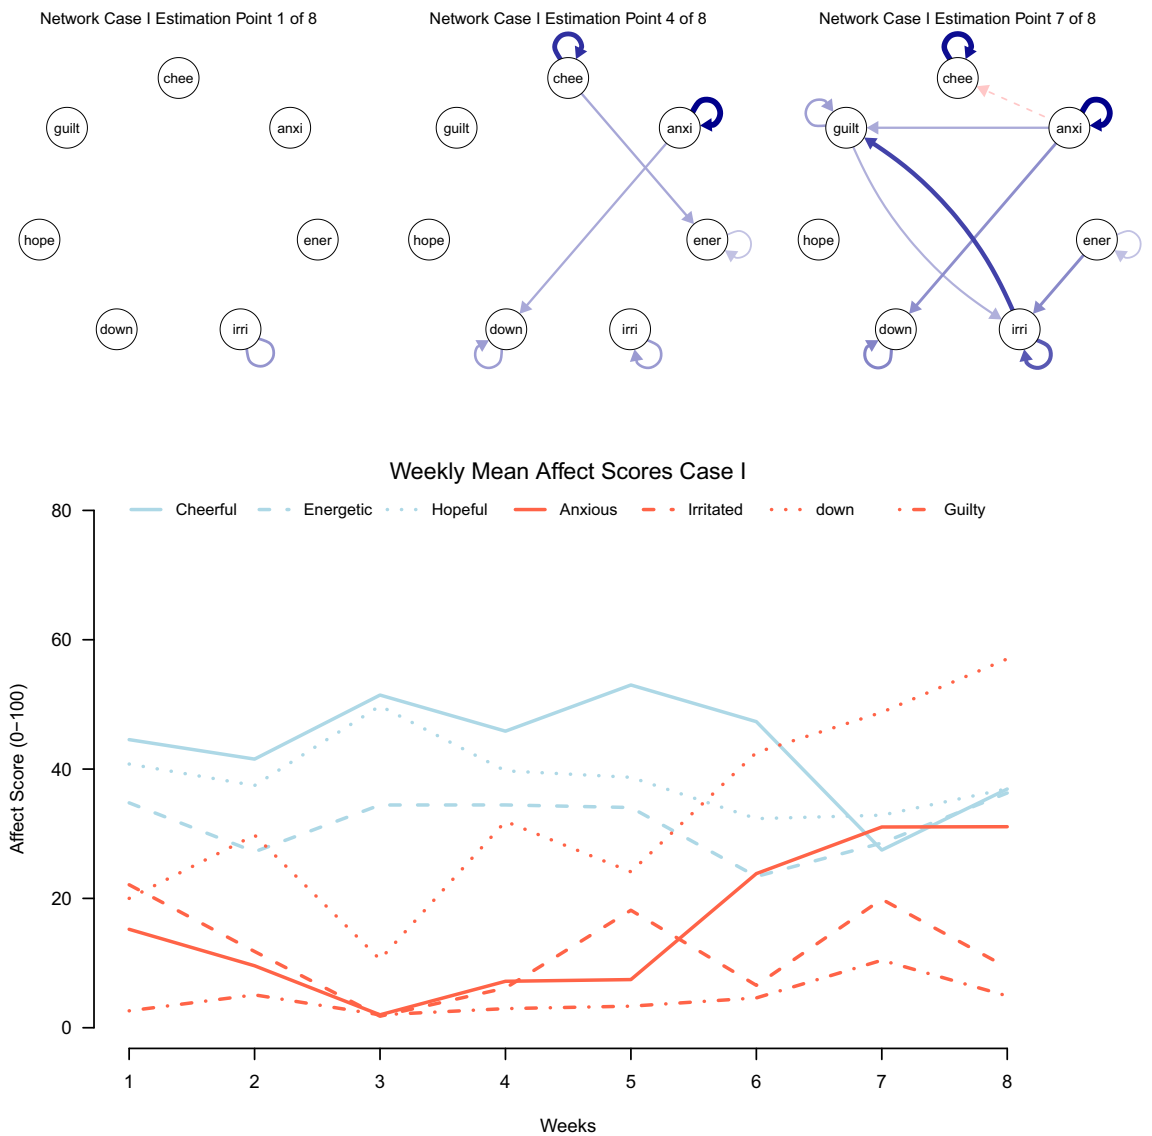 Network Case I Estimation Point 1 of 8
Network Case I Estimation Point 4 of 8
Network Case I Estimation Point 7 of 8
chee
guilt
anxi
hope
ener
down
irri
chee
guilt
anxi
hope
ener
down
irri
chee
guilt
anxi
hope
ener
down
irri
Weekly Mean Affect Scores Case I
Cheerful
Energetic
Hopeful
Anxious
Irritated
down
Guilty
Affect Score (0−100)
80
60
40
20
0
1 2 3 4 5 6 7 8
Weeks